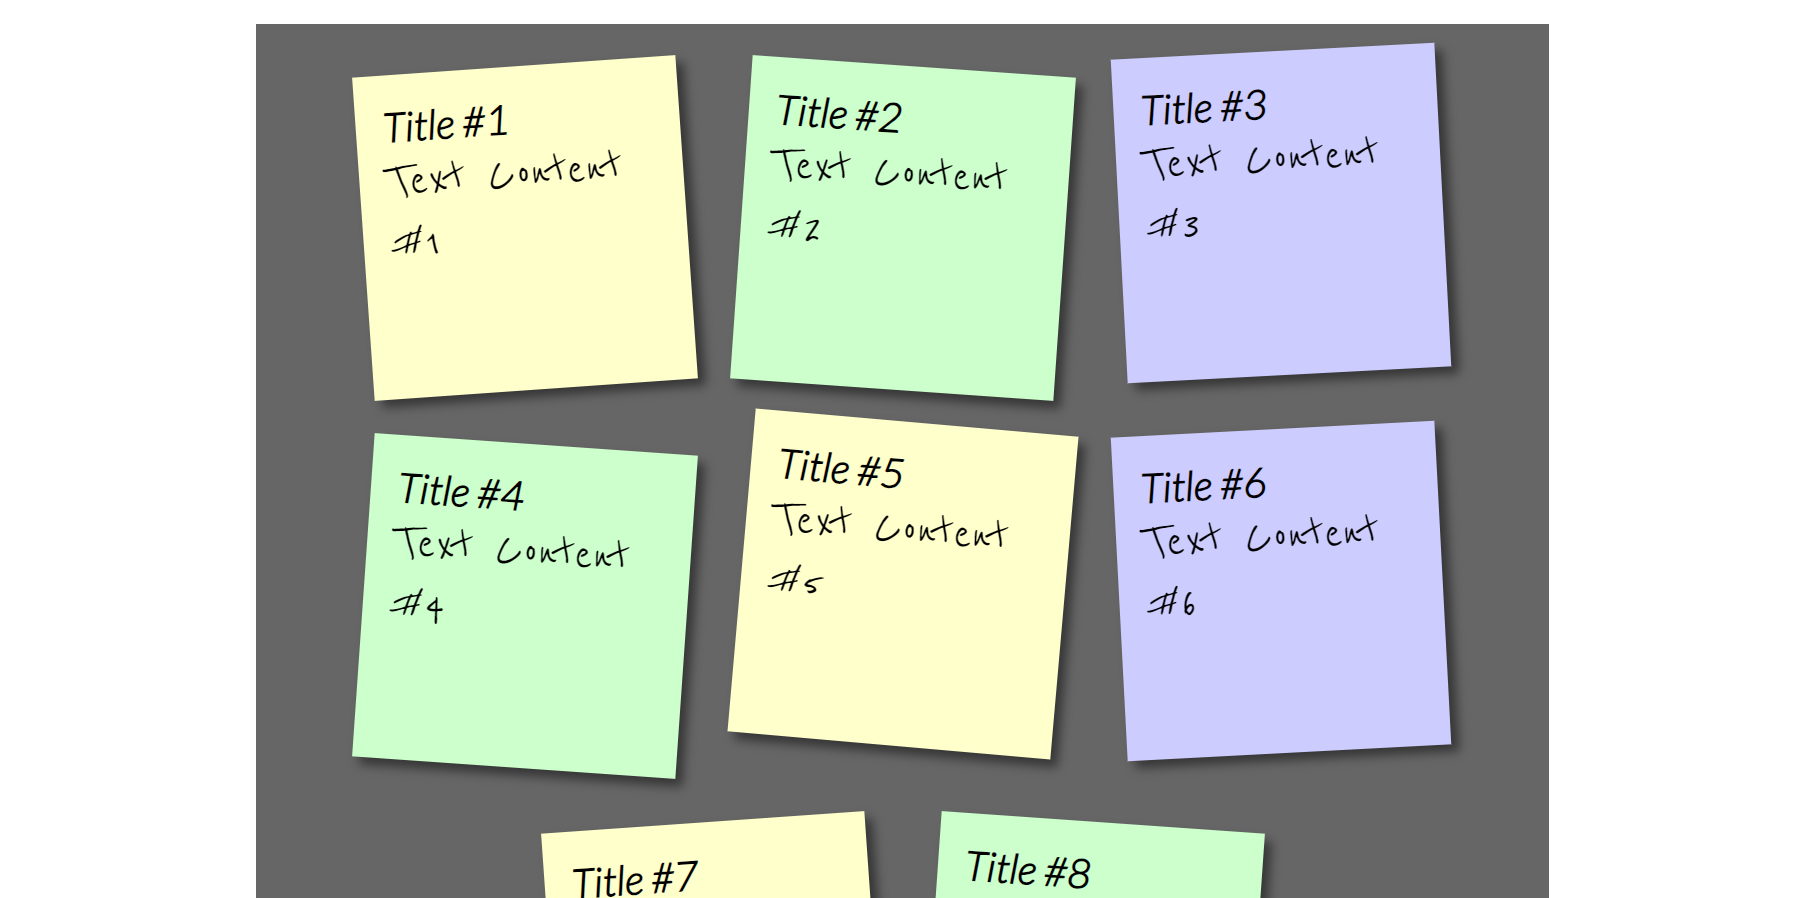 Title #1
Text Content
#1
Title #2
Text Content
#2
Title #3
Text Content
#3
Title #4
Text Content
#4
Title #5
Text Content
#5
Title #6
Text Content
#6
Title #7
Title #8